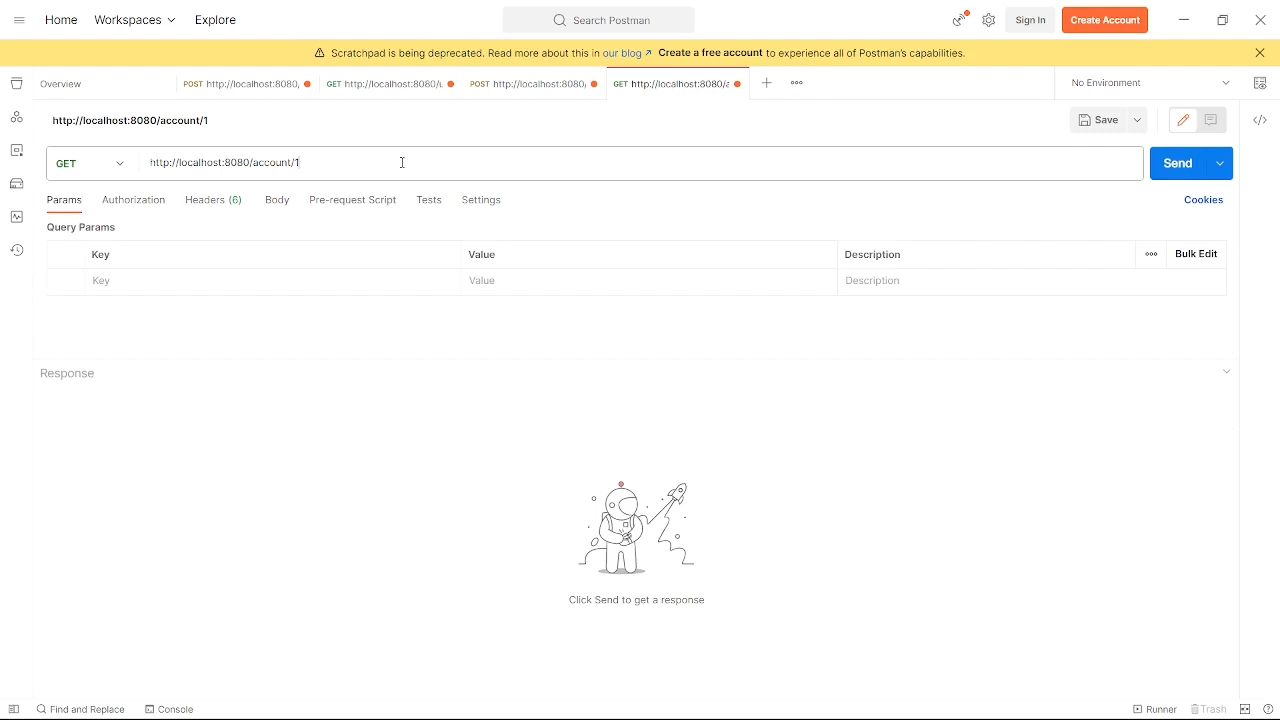 Home Workspaces Explore Search Postman Sign In Create Account
Scratchpad is being deprecated. Read more about this in our blog ↗ Create a free account to experience all of Postman's capabilities.
Overview POST http://localhost:8080, GET http://localhost:8080/ POST http://localhost:8080, GET http://localhost:8080/ No Environment
http://localhost:8080/account/1 Save
GET http://localhost:8080/account/1 Send
Params Authorization Headers (6) Body Pre-request Script Tests Settings Cookies
Query Params
Key Value Description Bulk Edit
Key Value Description
Response
Click Send to get a response
Find and Replace Console Runner Trash